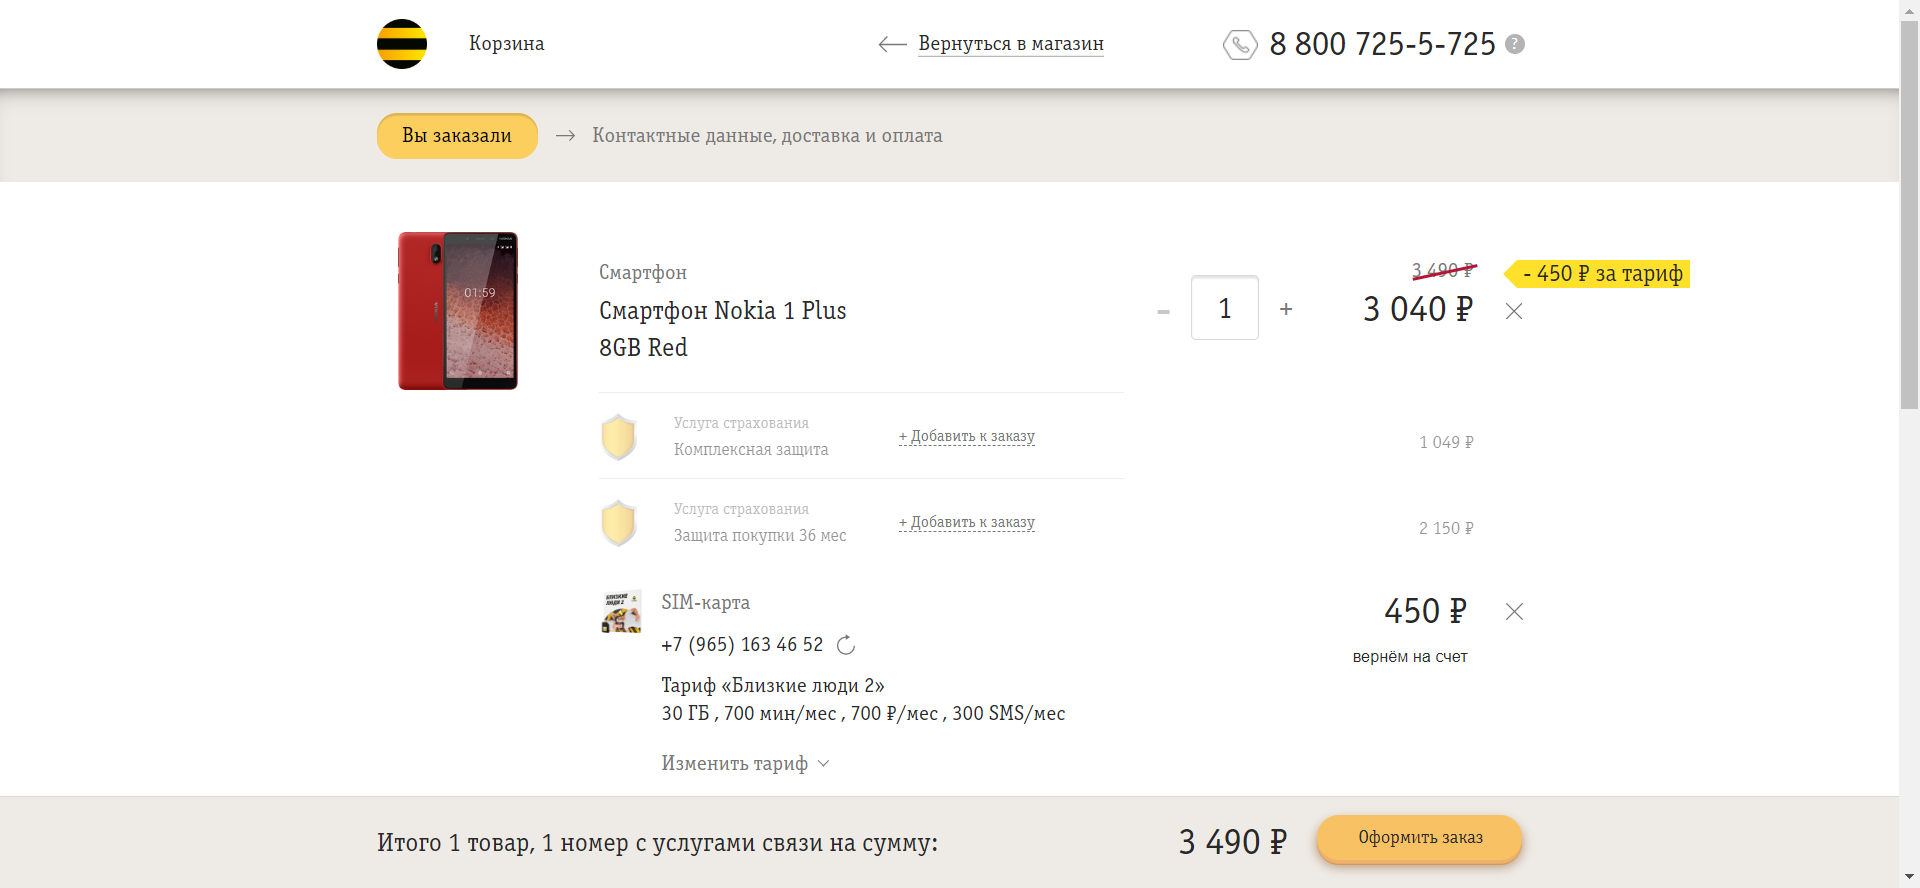 Корзина
Вернуться в магазин
8 800 725-5-725 ?
Вы заказали
Контактные данные, доставка и оплата
01:59
Смартфон
Смартфон Nokia 1 Plus
8GB Red
- 1 +
3 490 ₽
- 450 ₽ за тариф
3 040 ₽
Услуга страхования
Комплексная защита
+ Добавить к заказу
1 049 ₽
Услуга страхования
Защита покупки 36 мес
+ Добавить к заказу
2 150 ₽
БЛИЗКИЕ
ЛЮДИ 2
SIM-карта
+7 (965) 163 46 52
450 ₽
вернём на счет
Тариф «Близкие люди 2»
30 ГБ , 700 мин/мес , 700 ₽/мес , 300 SMS/мес
Изменить тариф
Итого 1 товар, 1 номер с услугами связи на сумму:
3 490 ₽
Оформить заказ